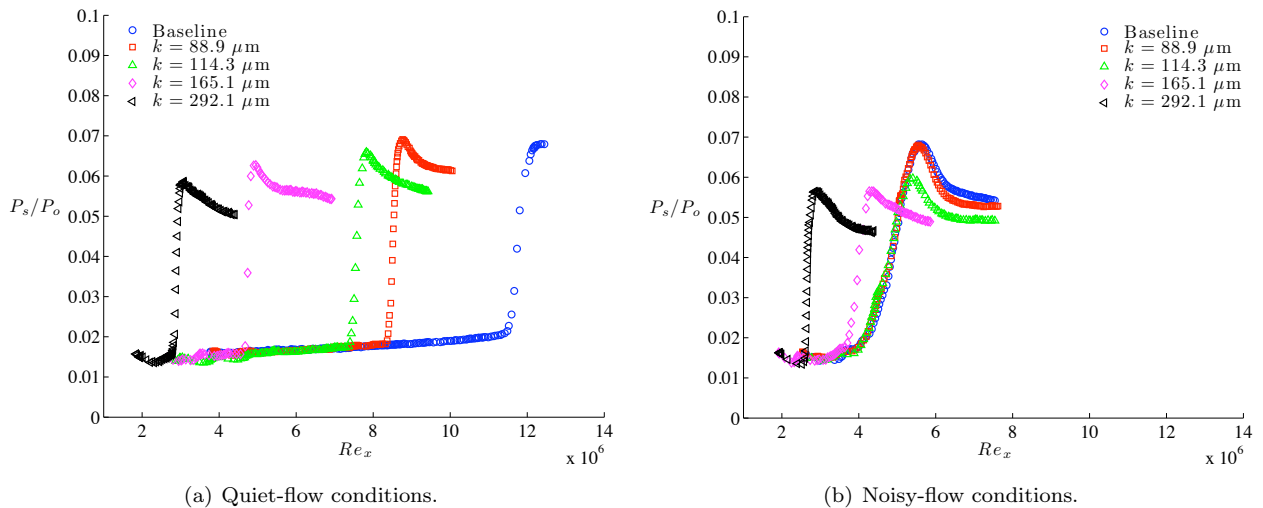 0.1
0.09
0.08
0.07
0.06
0.05
0.04
0.03
0.02
0.01
0
P_s/P_o
Baseline
k = 88.9 μm
k = 114.3 μm
k = 165.1 μm
k = 292.1 μm
2 4 6 8 10 12 14
Re_x
x 10^6
(a) Quiet-flow conditions.
0.1
0.09
0.08
0.07
0.06
0.05
0.04
0.03
0.02
0.01
0
P_s/P_o
Baseline
k = 88.9 μm
k = 114.3 μm
k = 165.1 μm
k = 292.1 μm
2 4 6 8 10 12 14
Re_x
x 10^6
(b) Noisy-flow conditions.